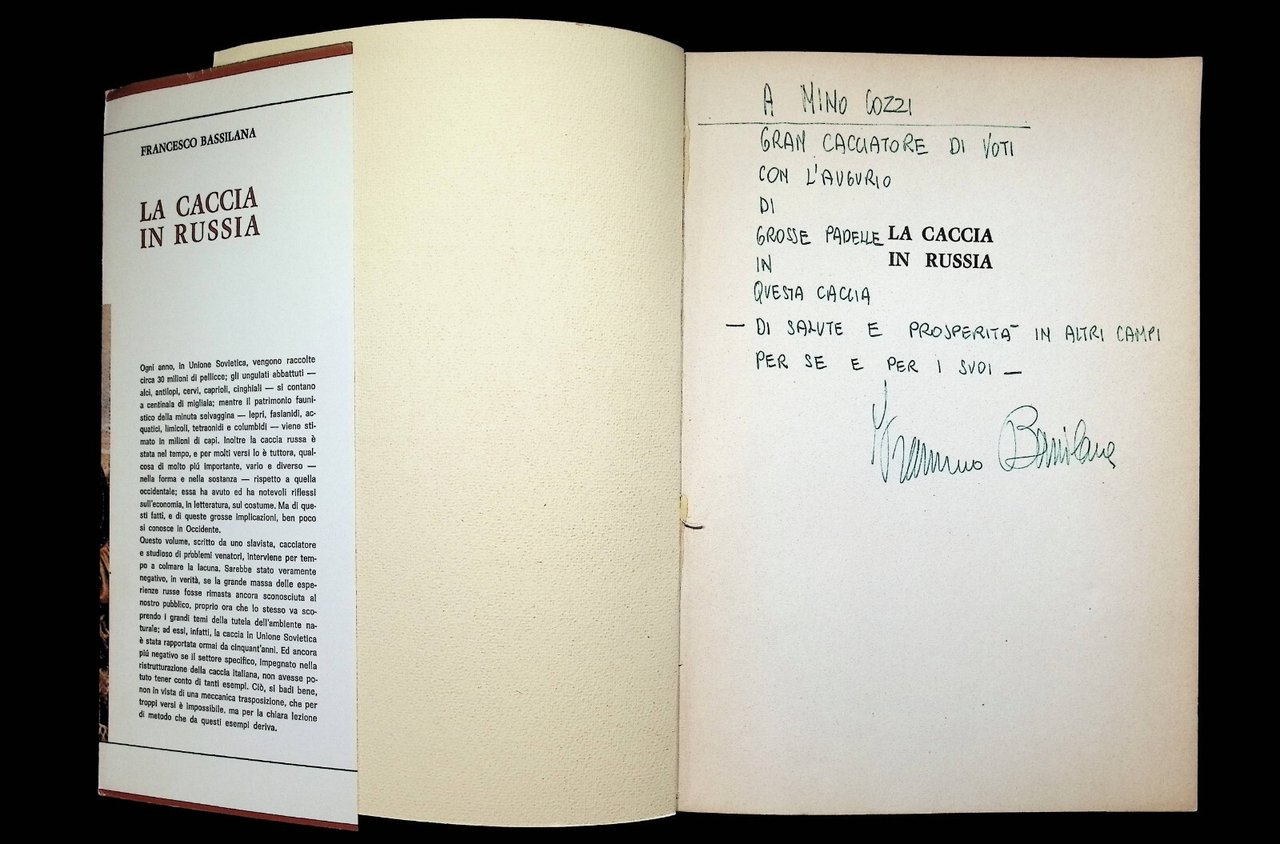 FRANCESCO BASSILANA
LA CACCIA
IN RUSSIA
Ogni anno, in Unione Sovietica, vengono raccolte
circa 30 milioni di pellicce; gli ungulati abbattuti —
alci, antilopi, cervi, caprioli, cinghiali — si contano
a centinaia di migliaia; mentre il patrimonio fauni-
stico della minuta selvaggina — lepri, fasianidi, ac-
quatici, limicoli, tetraonidi e columbidi — viene sti-
mato in milioni di capi. Inoltre la caccia russa è
stata nel tempo, e per molti versi lo è tuttora, qual-
cosa di molto piú importante, vario e diverso —
nella forma e nella sostanza — rispetto a quella
occidentale; essa ha avuto ed ha notevoli riflessi
sull'economia, in letteratura, sul costume. Ma di que-
sti fatti, e di queste grosse implicazioni, ben poco
si conosce in Occidente.
Questo volume, scritto da uno slavista, cacciatore
e studioso di problemi venatori, interviene per tem-
po a colmare la lacuna. Sarebbe stato veramente
negativo, in verità, se la grande massa delle espe-
rienze russe fosse rimasta ancora sconosciuta al
nostro pubblico, proprio ora che lo stesso va sco-
prendo i grandi temi della tutela dell'ambiente na-
turale; ad essi, infatti, la caccia in Unione Sovietica
è stata rapportata ormai da cinquant'anni. Ed ancora
piú negativo se il settore specifico, impegnato nella
ristrutturazione della caccia italiana, non avesse po-
tuto tener conto di tanti esempi. Ciò, si badi bene,
non in vista di una meccanica trasposizione, che per
troppi versi è impossibile, ma per la chiara lezione
di metodo che da questi esempi deriva.
A MINO COZZI
GRAN CACCIATORE DI VOTI
CON L'AUGURIO
DI
GROSSE PADELLE
IN
QUESTA CACCIA
— DI SALUTE E PROSPERITA' IN ALTRI CAMPI
PER SE E PER I SUOI —
LA CACCIA
IN RUSSIA
Francesco Bassilana